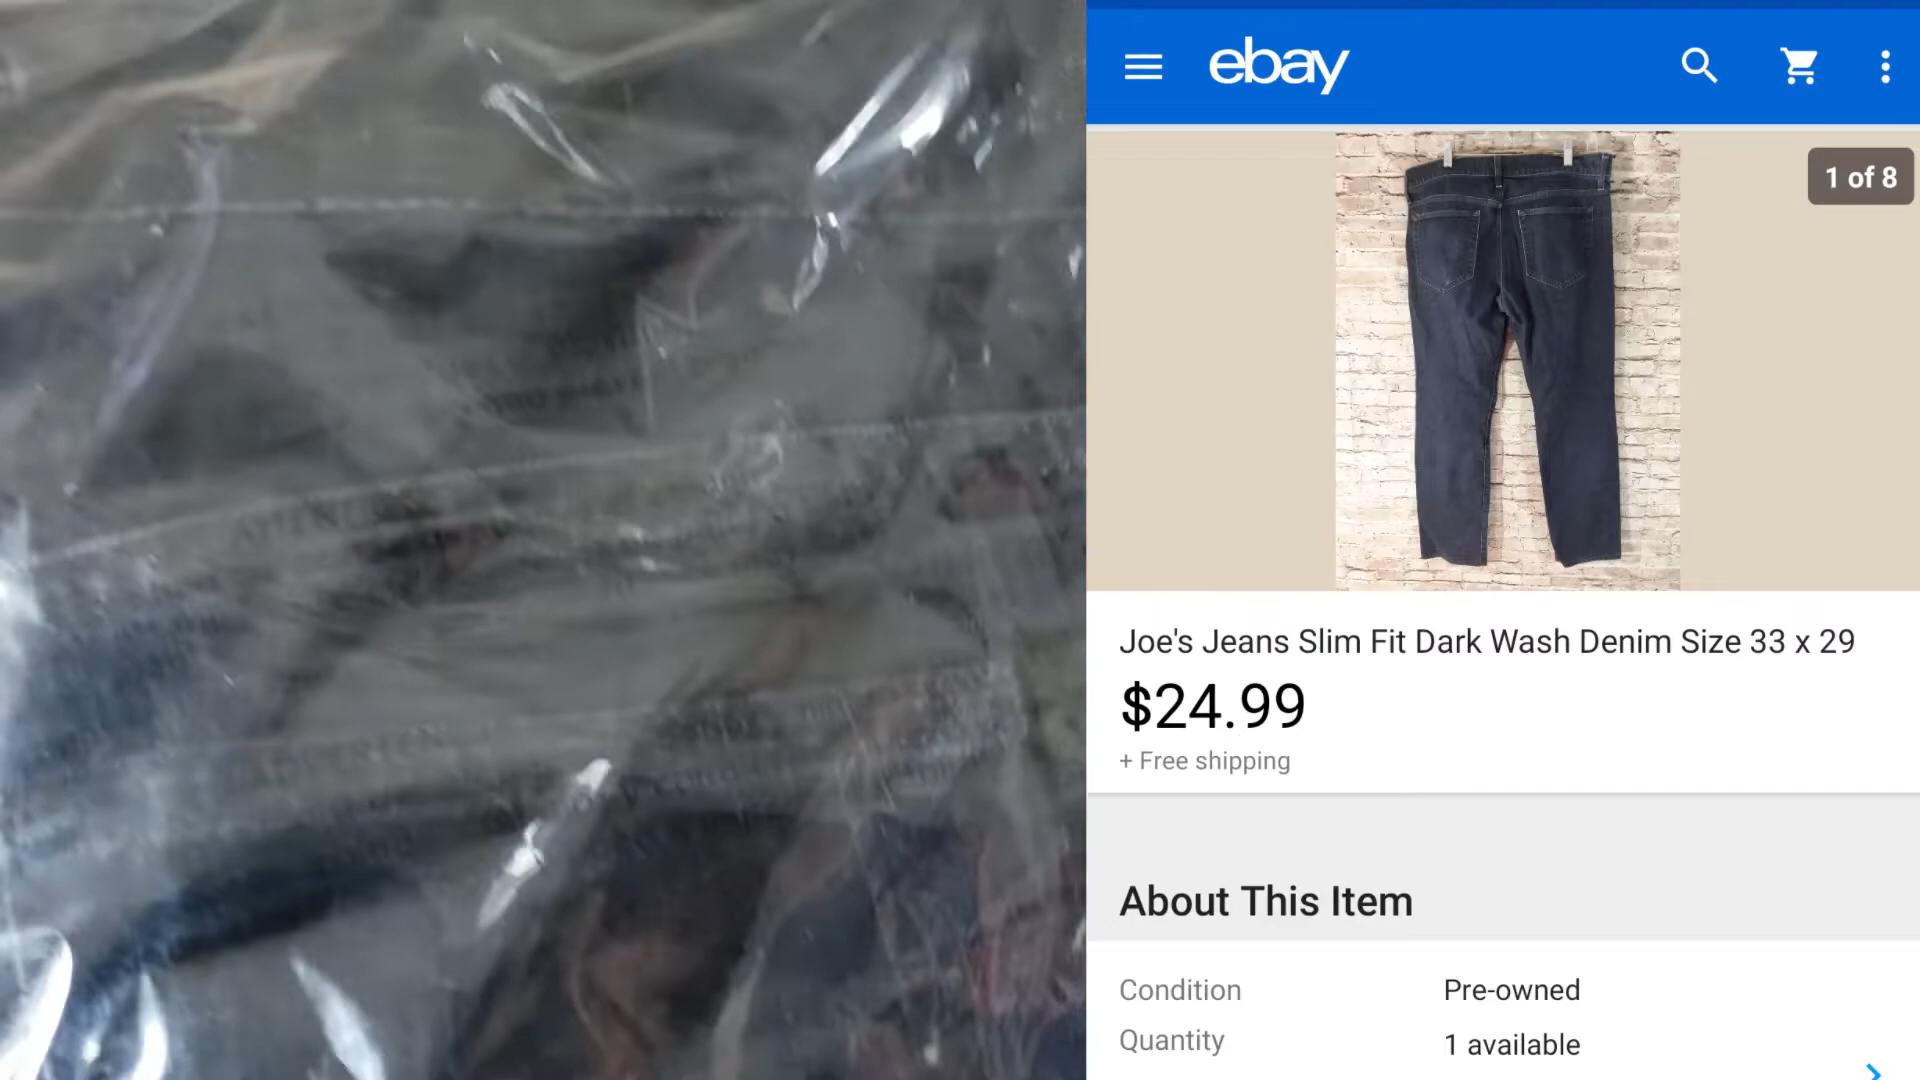 ebay
1 of 8
Joe's Jeans Slim Fit Dark Wash Denim Size 33 x 29
$24.99
+ Free shipping
About This Item
Condition Pre-owned
Quantity 1 available